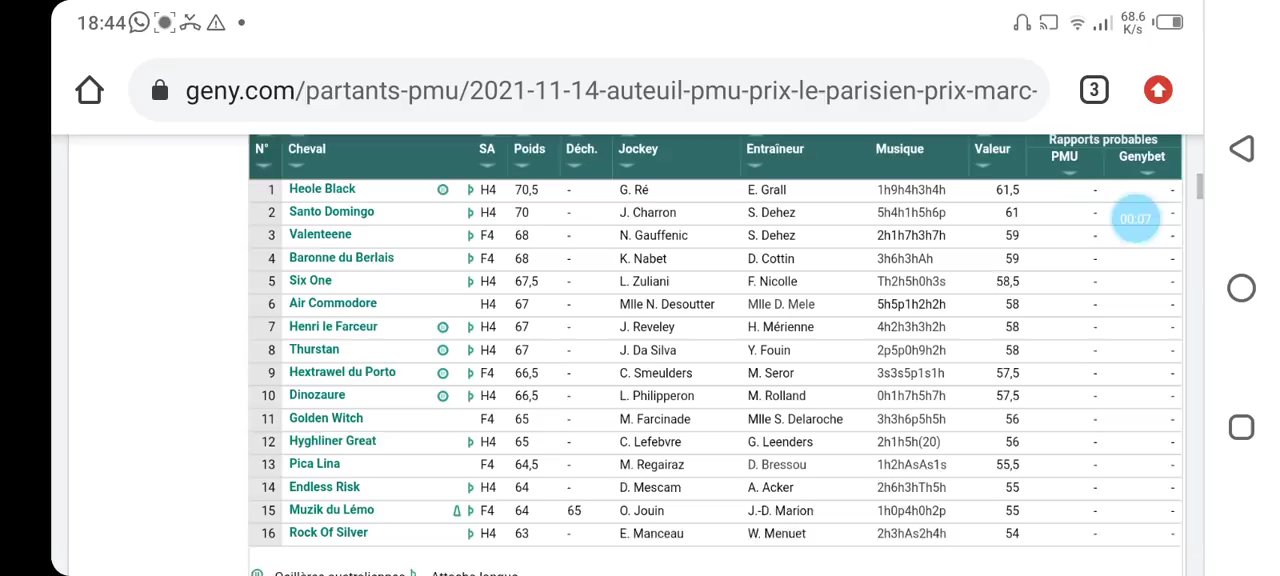 18:44
68.6 K/s
geny.com/partants-pmu/2021-11-14-auteuil-pmu-prix-le-parisien-prix-marc-
3
Rapports probables
N° Cheval SA Poids Déch. Jockey Entraîneur Musique Valeur PMU Genybet
1 Heole Black H4 70,5 - G. Ré E. Grall 1h9h4h3h4h 61,5 - -
2 Santo Domingo H4 70 - J. Charron S. Dehez 5h4h1h5h6p 61 - -
00:07
3 Valenteene F4 68 - N. Gauffenic S. Dehez 2h1h7h3h7h 59 - -
4 Baronne du Berlais F4 68 - K. Nabet D. Cottin 3h6h3hAh 59 - -
5 Six One H4 67,5 - L. Zuliani F. Nicolle Th2h5h0h3s 58,5 - -
6 Air Commodore H4 67 - Mlle N. Desoutter Mlle D. Mele 5h5p1h2h2h 58 - -
7 Henri le Farceur H4 67 - J. Reveley H. Mérienne 4h2h3h3h2h 58 - -
8 Thurstan H4 67 - J. Da Silva Y. Fouin 2p5p0h9h2h 58 - -
9 Hextrawel du Porto F4 66,5 - C. Smeulders M. Seror 3s3s5p1s1h 57,5 - -
10 Dinozaure H4 66,5 - L. Philipperon M. Rolland 0h1h7h5h7h 57,5 - -
11 Golden Witch F4 65 - M. Farcinade Mlle S. Delaroche 3h3h6p5h5h 56 - -
12 Hyghliner Great H4 65 - C. Lefebvre G. Leenders 2h1h5h(20) 56 - -
13 Pica Lina F4 64,5 - M. Regairaz D. Bressou 1h2hAsAs1s 55,5 - -
14 Endless Risk H4 64 - D. Mescam A. Acker 2h6h3hTh5h 55 - -
15 Muzik du Lémo F4 64 65 O. Jouin J.-D. Marion 1h0p4h0h2p 55 - -
16 Rock Of Silver H4 63 - E. Manceau W. Menuet 2h3hAs2h4h 54 - -
Oeillères australiennes Attache langue